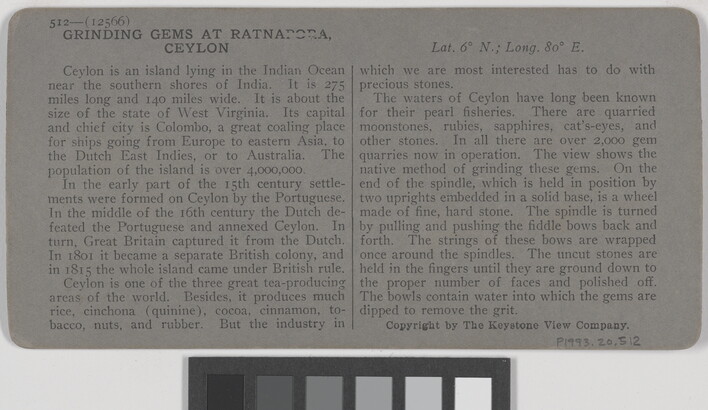 512—(12566)
GRINDING GEMS AT RATNAPORA,
CEYLON
Lat. 6° N.; Long. 80° E.
Ceylon is an island lying in the Indian Ocean
near the southern shores of India. It is 275
miles long and 140 miles wide. It is about the
size of the state of West Virginia. Its capital
and chief city is Colombo, a great coaling place
for ships going from Europe to eastern Asia, to
the Dutch East Indies, or to Australia. The
population of the island is over 4,000,000.
In the early part of the 15th century settle-
ments were formed on Ceylon by the Portuguese.
In the middle of the 16th century the Dutch de-
feated the Portuguese and annexed Ceylon. In
turn, Great Britain captured it from the Dutch.
In 1801 it became a separate British colony, and
in 1815 the whole island came under British rule.
Ceylon is one of the three great tea-producing
areas of the world. Besides, it produces much
rice, cinchona (quinine), cocoa, cinnamon, to-
bacco, nuts, and rubber. But the industry in
which we are most interested has to do with
precious stones.
The waters of Ceylon have long been known
for their pearl fisheries. There are quarried
moonstones, rubies, sapphires, cat's-eyes, and
other stones. In all there are over 2,000 gem
quarries now in operation. The view shows the
native method of grinding these gems. On the
end of the spindle, which is held in position by
two uprights embedded in a solid base, is a wheel
made of fine, hard stone. The spindle is turned
by pulling and pushing the fiddle bows back and
forth. The strings of these bows are wrapped
once around the spindles. The uncut stones are
held in the fingers until they are ground down to
the proper number of faces and polished off.
The bowls contain water into which the gems are
dipped to remove the grit.
Copyright by The Keystone View Company.
P1993.20.512